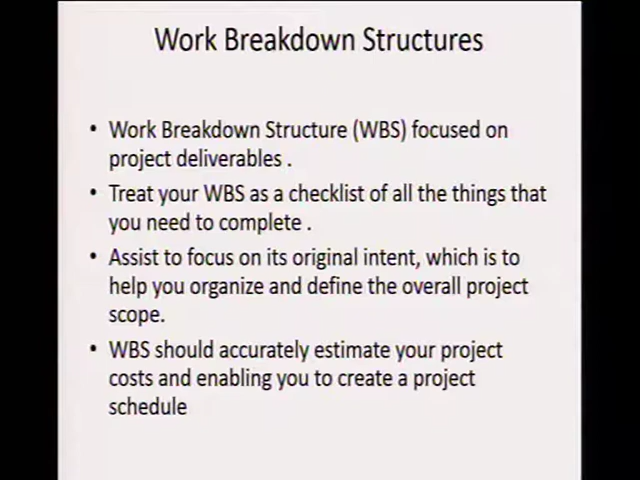 Work Breakdown Structures
• Work Breakdown Structure (WBS) focused on
project deliverables .
• Treat your WBS as a checklist of all the things that
you need to complete .
• Assist to focus on its original intent, which is to
help you organize and define the overall project
scope.
• WBS should accurately estimate your project
costs and enabling you to create a project
schedule